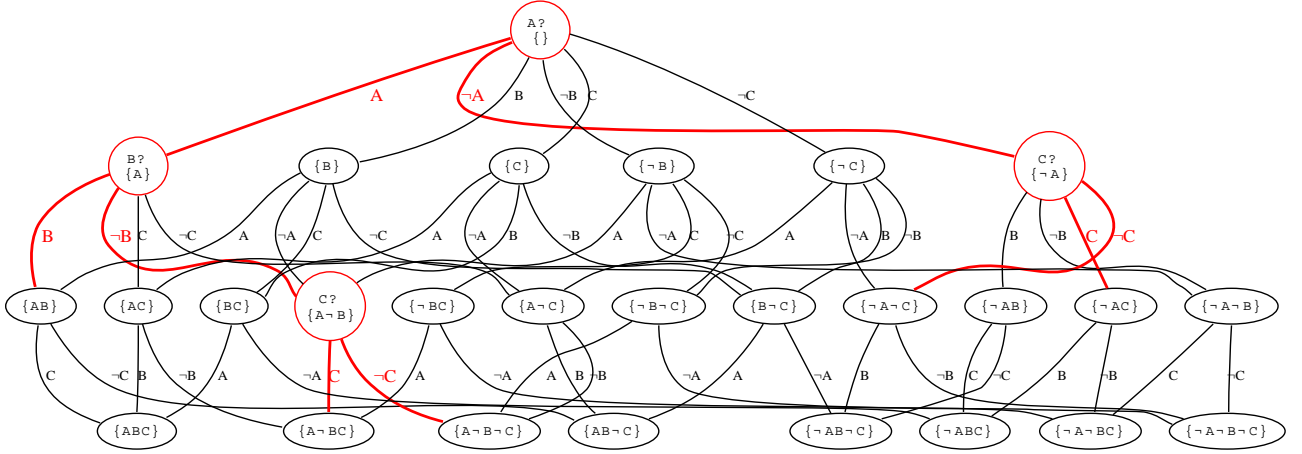 A?
{}
A
¬A
B
¬B
C
¬C
B?
{A}
{B}
{C}
{¬B}
{¬C}
C?
{¬A}
B
¬B
C
¬C
A
¬A
C
¬C
A
¬A
B
¬B
A
¬A
C
¬C
A
¬A
B
¬B
B
¬B
C
¬C
{AB}
{AC}
{BC}
C?
{A¬B}
{¬BC}
{A¬C}
{¬B¬C}
{B¬C}
{¬A¬C}
{¬AB}
{¬AC}
{¬A¬B}
C
¬C
B
¬B
A
¬A
C
¬C
A
¬A
A
B
¬B
¬A
A
¬A
B
¬B
C
¬C
B
¬B
C
¬C
{ABC}
{A¬BC}
{A¬B¬C}
{AB¬C}
{¬AB¬C}
{¬ABC}
{¬A¬BC}
{¬A¬B¬C}